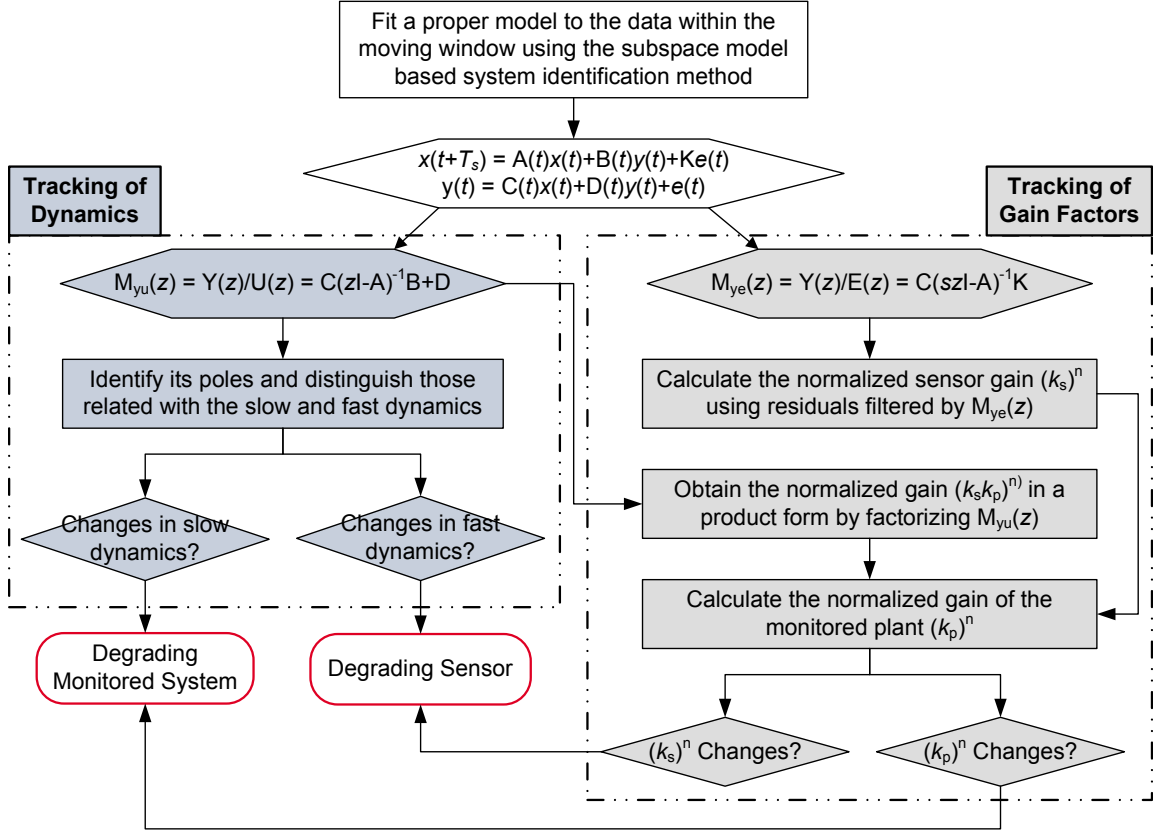 Fit a proper model to the data within the
moving window using the subspace model
based system identification method
x(t+Tₛ) = A(t)x(t)+B(t)y(t)+Ke(t)
y(t) = C(t)x(t)+D(t)y(t)+e(t)
Tracking of
Dynamics
Tracking of
Gain Factors
M_yu(z) = Y(z)/U(z) = C(zI-A)⁻¹B+D
M_ye(z) = Y(z)/E(z) = C(szI-A)⁻¹K
Identify its poles and distinguish those
related with the slow and fast dynamics
Calculate the normalized sensor gain (kₛ)ⁿ
using residuals filtered by M_ye(z)
Changes in slow
dynamics?
Changes in fast
dynamics?
Obtain the normalized gain (kₛkₚ)ⁿ⁾ in a
product form by factorizing M_yu(z)
Calculate the normalized gain of the
monitored plant (kₚ)ⁿ
Degrading
Monitored System
Degrading Sensor
(kₛ)ⁿ Changes?
(kₚ)ⁿ Changes?